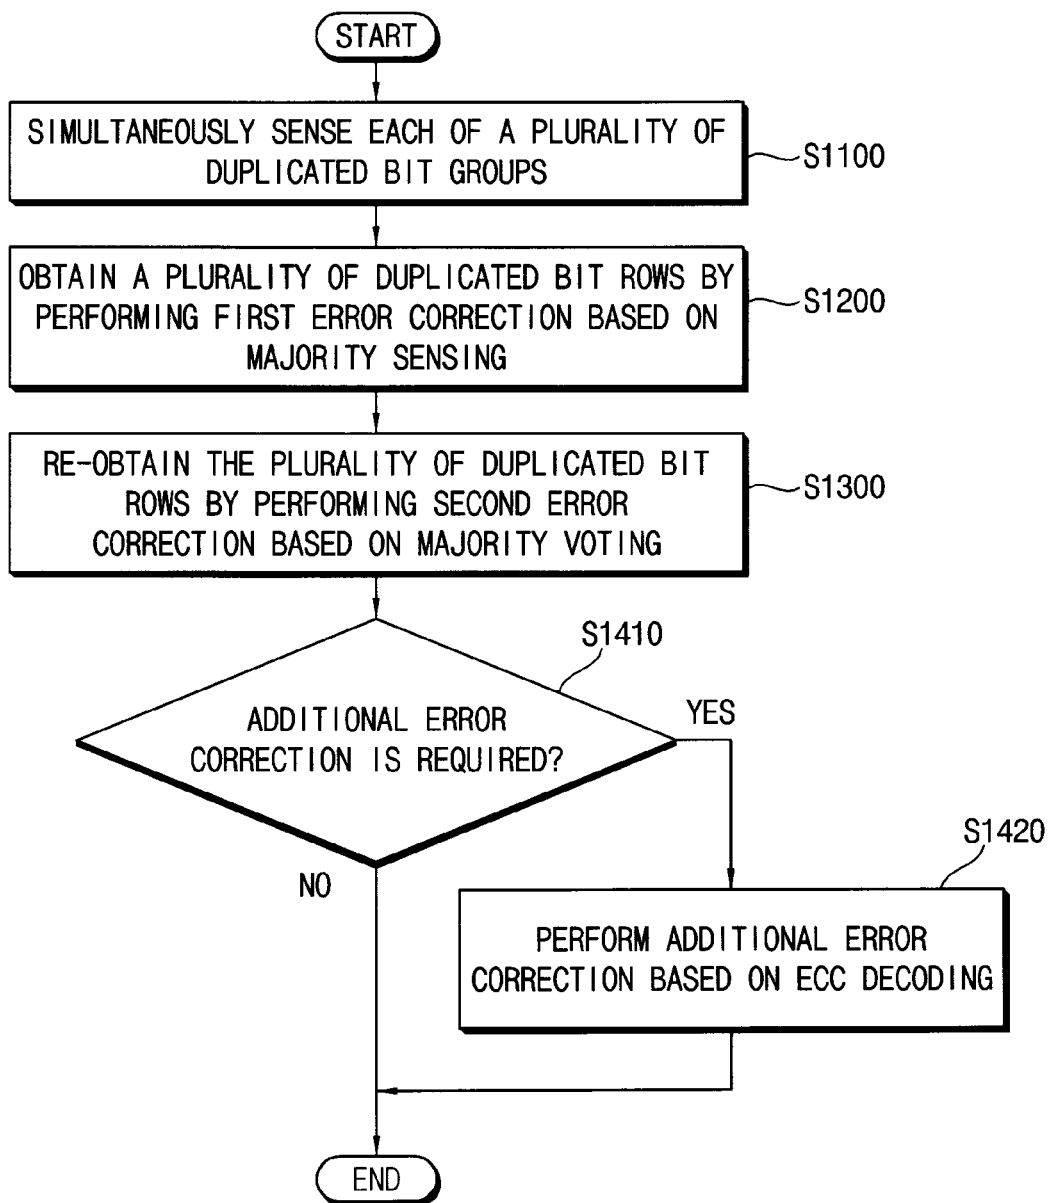 START
SIMULTANEOUSLY SENSE EACH OF A PLURALITY OF
DUPLICATED BIT GROUPS
S1100
OBTAIN A PLURALITY OF DUPLICATED BIT ROWS BY
PERFORMING FIRST ERROR CORRECTION BASED ON
MAJORITY SENSING
S1200
RE-OBTAIN THE PLURALITY OF DUPLICATED BIT
ROWS BY PERFORMING SECOND ERROR
CORRECTION BASED ON MAJORITY VOTING
S1300
S1410
ADDITIONAL ERROR
CORRECTION IS REQUIRED?
YES
NO
S1420
PERFORM ADDITIONAL ERROR
CORRECTION BASED ON ECC DECODING
END